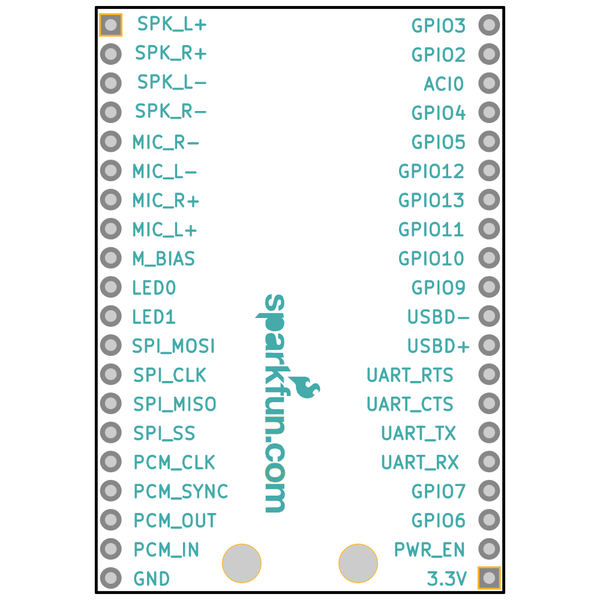 SPK_L+ GPIO3
SPK_R+ GPIO2
SPK_L- ACI0
SPK_R- GPIO4
MIC_R- GPIO5
MIC_L- GPIO12
MIC_R+ GPIO13
MIC_L+ GPIO11
M_BIAS GPIO10
LED0 GPIO9
LED1 USBD-
SPI_MOSI USBD+
SPI_CLK UART_RTS
SPI_MISO UART_CTS
SPI_SS UART_TX
PCM_CLK UART_RX
PCM_SYNC GPIO7
PCM_OUT GPIO6
PCM_IN PWR_EN
GND 3.3V
sparkfun.com